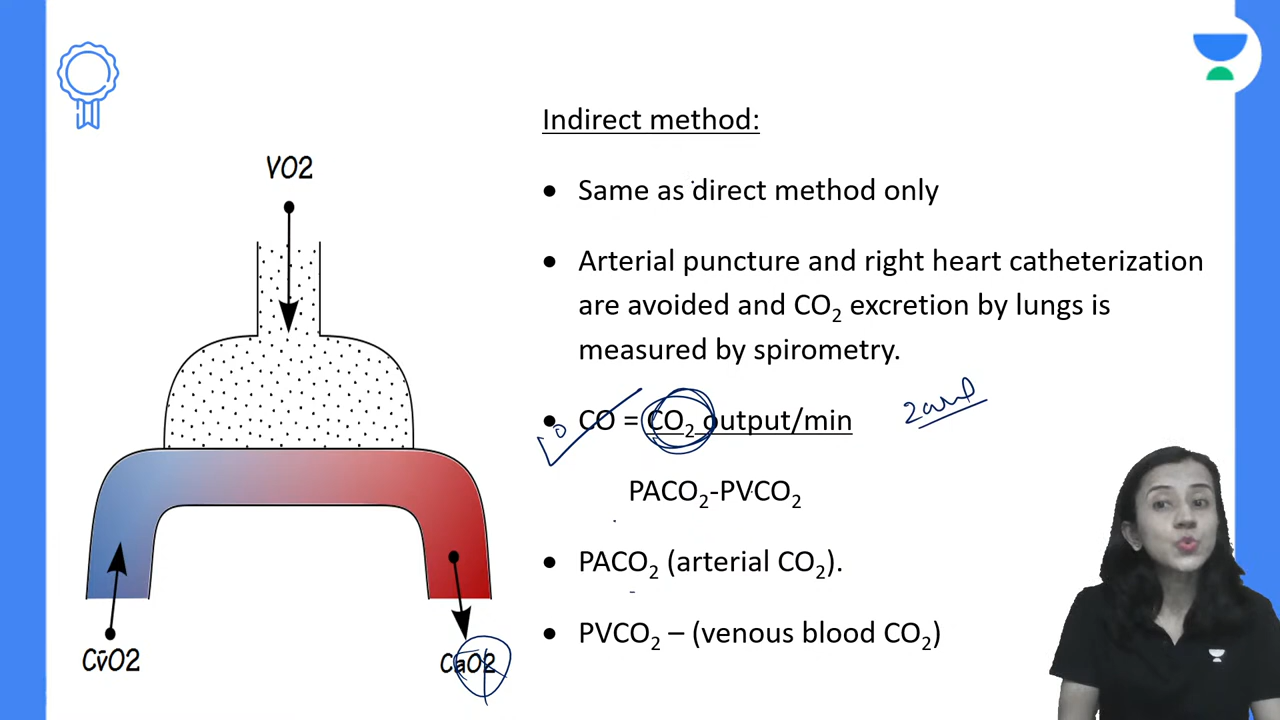 VO2
CvO2
CaO2
Indirect method:
Same as direct method only
Arterial puncture and right heart catheterization
are avoided and CO₂ excretion by lungs is
measured by spirometry.
CO = CO₂ output/min
PACO₂-PVCO₂
PACO₂ (arterial CO₂).
PVCO₂ – (venous blood CO₂)